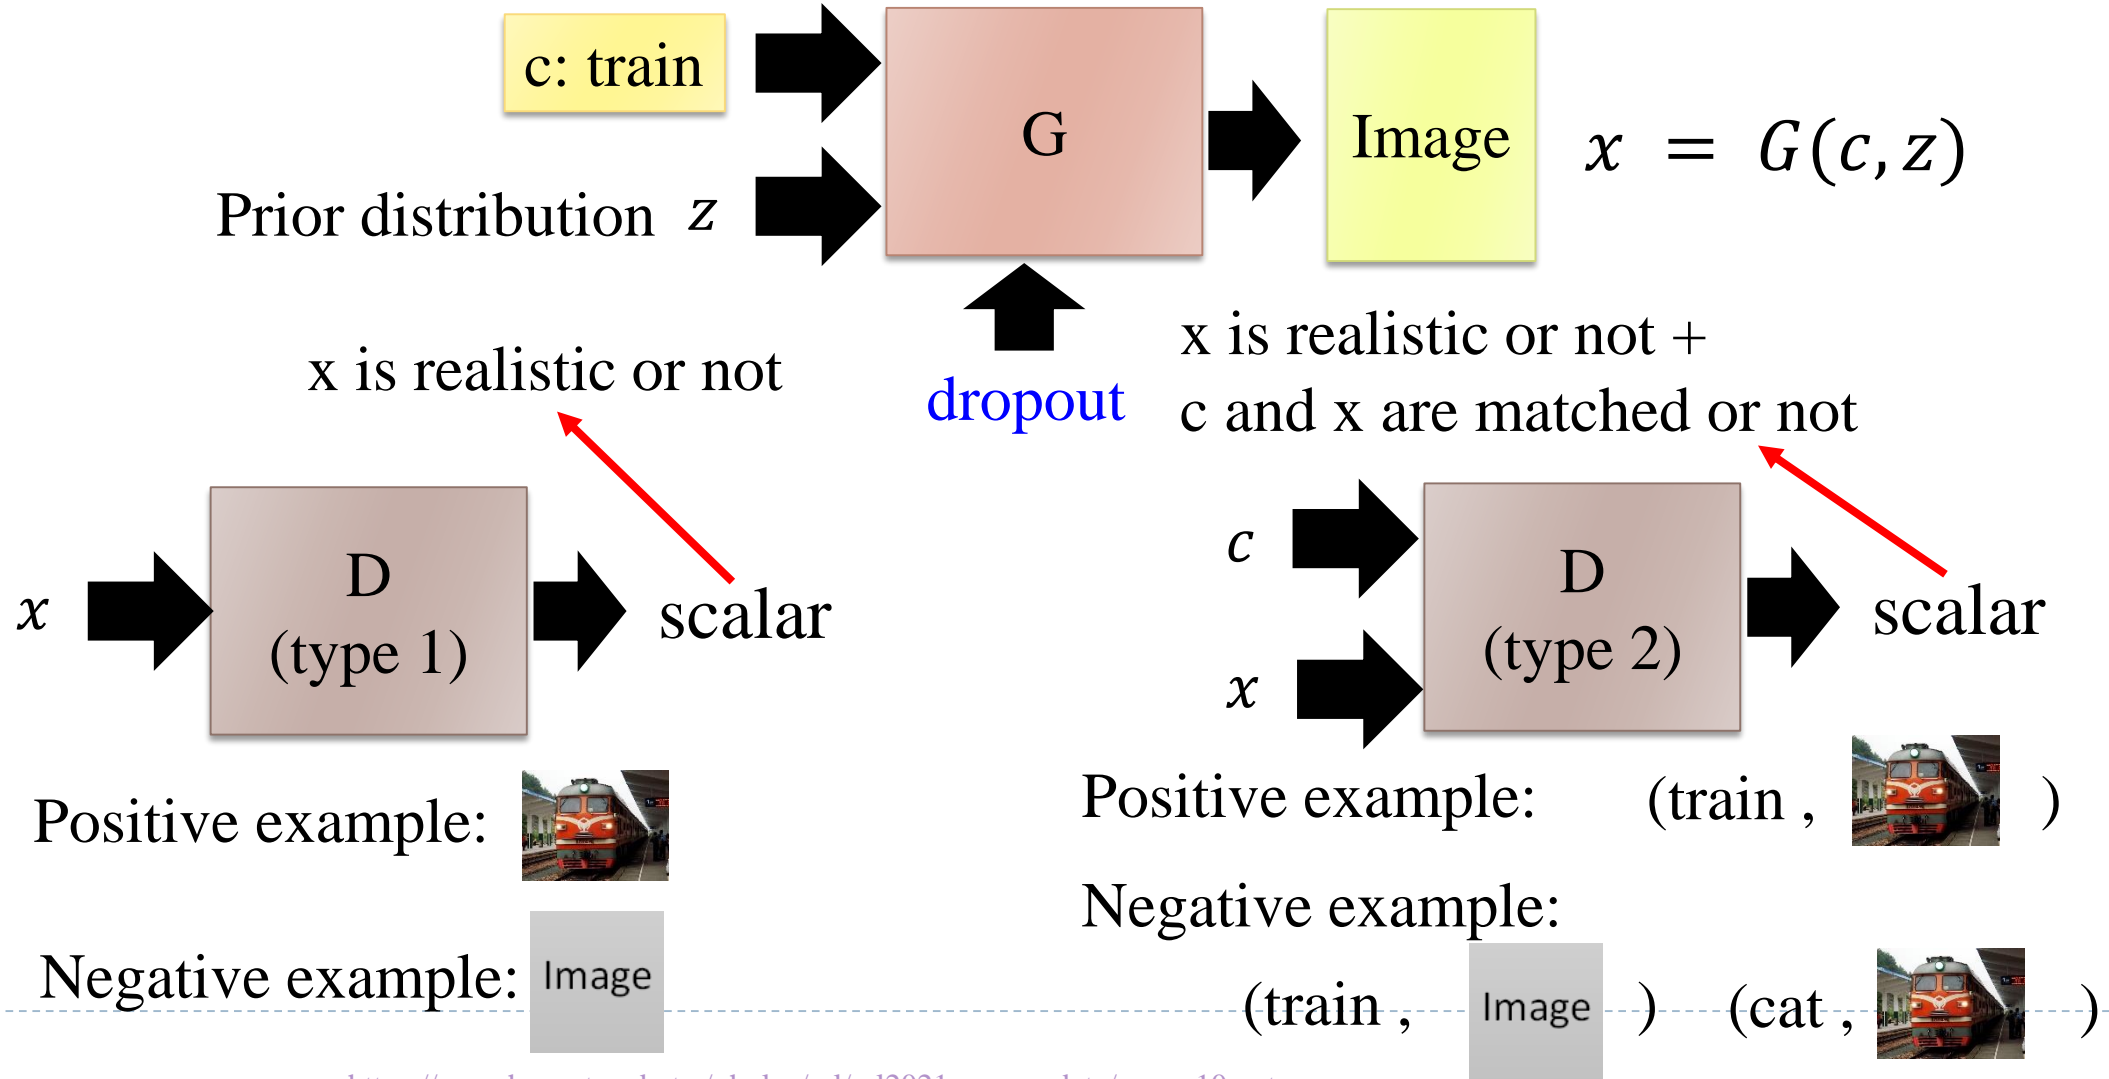 c: train
G
Image
x = G(c, z)
Prior distribution z
dropout
x is realistic or not
x is realistic or not +
c and x are matched or not
x
D
(type 1)
scalar
c
x
D
(type 2)
scalar
Positive example:
Negative example:
Image
Positive example: (train , )
Negative example:
(train , Image ) (cat , )